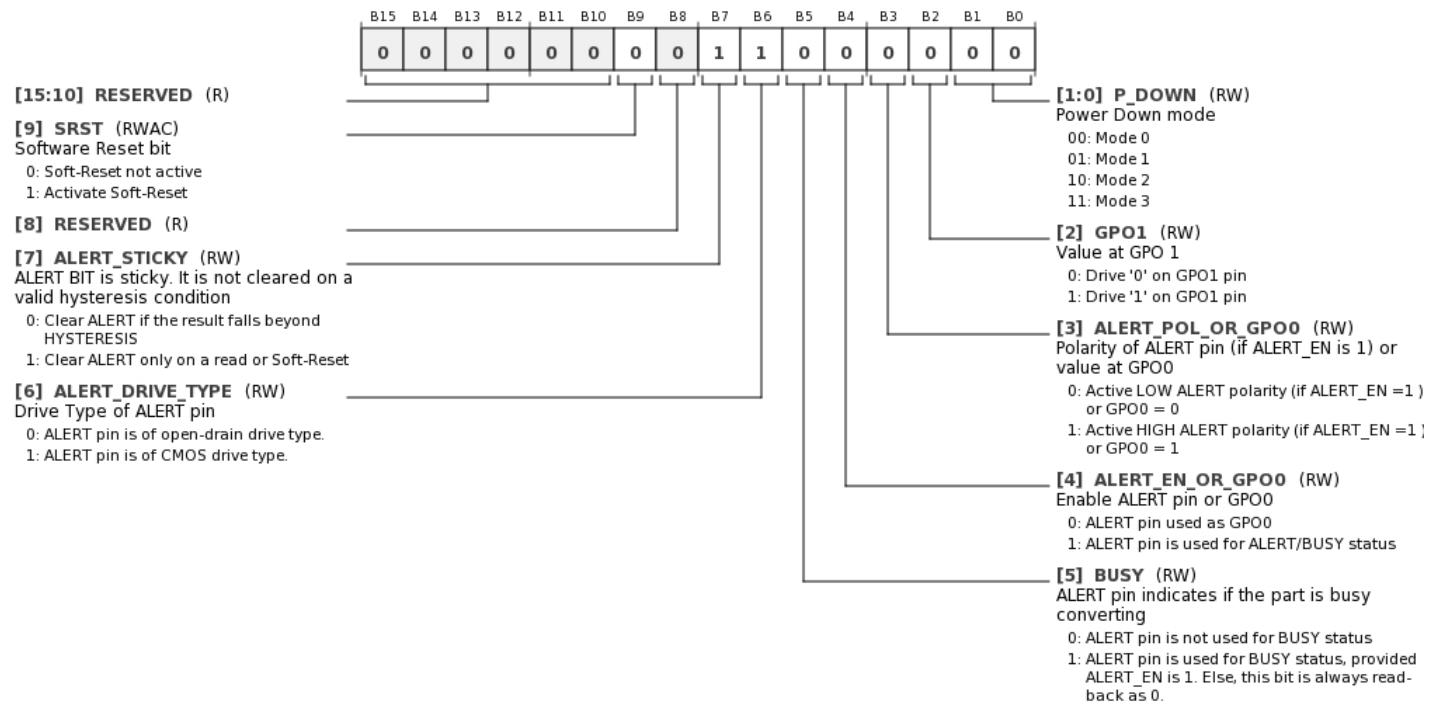 B15 B14 B13 B12 B11 B10 B9 B8 B7 B6 B5 B4 B3 B2 B1 B0
0 0 0 0 0 0 0 0 1 1 0 0 0 0 0 0
[15:10] RESERVED (R)
[9] SRST (RWAC)
Software Reset bit
0: Soft-Reset not active
1: Activate Soft-Reset
[8] RESERVED (R)
[7] ALERT_STICKY (RW)
ALERT BIT is sticky. It is not cleared on a
valid hysteresis condition
0: Clear ALERT if the result falls beyond
HYSTERESIS
1: Clear ALERT only on a read or Soft-Reset
[6] ALERT_DRIVE_TYPE (RW)
Drive Type of ALERT pin
0: ALERT pin is of open-drain drive type.
1: ALERT pin is of CMOS drive type.
[1:0] P_DOWN (RW)
Power Down mode
00: Mode 0
01: Mode 1
10: Mode 2
11: Mode 3
[2] GPO1 (RW)
Value at GPO 1
0: Drive '0' on GPO1 pin
1: Drive '1' on GPO1 pin
[3] ALERT_POL_OR_GPO0 (RW)
Polarity of ALERT pin (if ALERT_EN is 1) or
value at GPO0
0: Active LOW ALERT polarity (if ALERT_EN =1 )
or GPO0 = 0
1: Active HIGH ALERT polarity (if ALERT_EN =1 )
or GPO0 = 1
[4] ALERT_EN_OR_GPO0 (RW)
Enable ALERT pin or GPO0
0: ALERT pin used as GPO0
1: ALERT pin is used for ALERT/BUSY status
[5] BUSY (RW)
ALERT pin indicates if the part is busy
converting
0: ALERT pin is not used for BUSY status
1: ALERT pin is used for BUSY status, provided
ALERT_EN is 1. Else, this bit is always read-
back as 0.